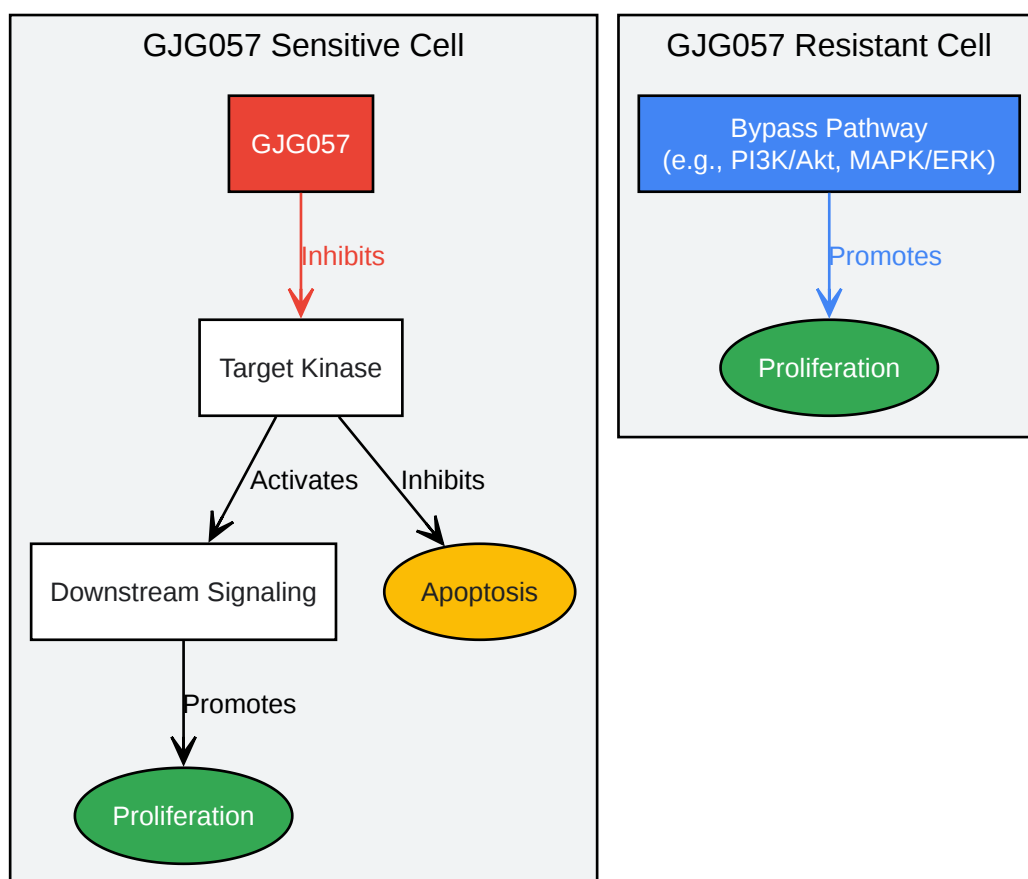 GJG057 Sensitive Cell
GJG057
Inhibits
Target Kinase
Activates
Inhibits
Downstream Signaling
Apoptosis
Promotes
Proliferation
GJG057 Resistant Cell
Bypass Pathway
(e.g., PI3K/Akt, MAPK/ERK)
Promotes
Proliferation